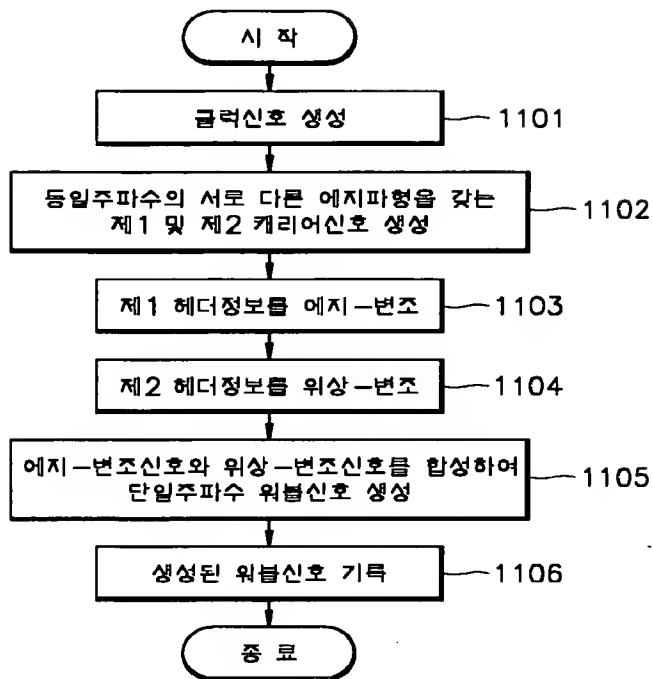 시 작
클럭신호 생성
1101
동일주파수의 서로 다른 에지파형을 갖는
제1 및 제2 캐리어신호 생성
1102
제1 헤더정보를 에지-변조
1103
제2 헤더정보를 위상-변조
1104
에지-변조신호와 위상-변조신호를 합성하여
단일주파수 워블신호 생성
1105
생성된 워블신호 기록
1106
종 료